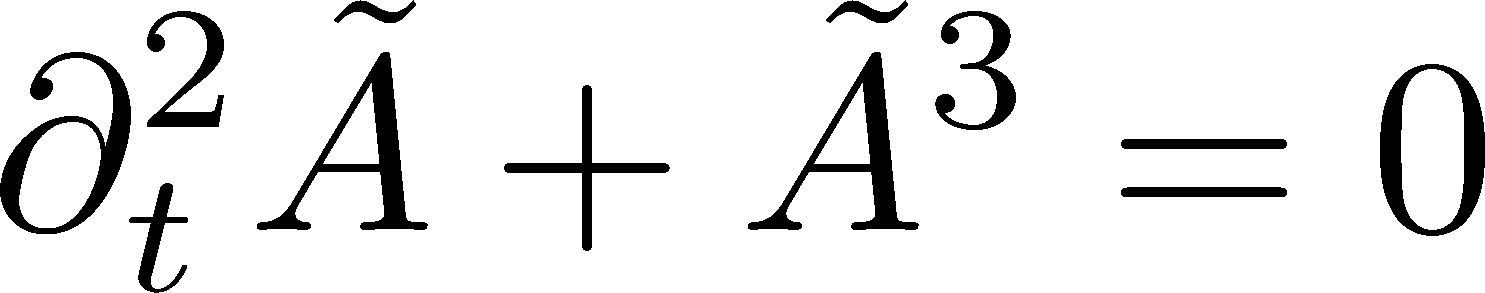 ∂_t^2 Ã + Ã^3 = 0